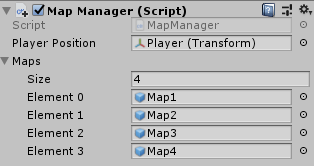 Map Manager (Script)
Script MapManager
Player Position Player (Transform)
Maps
Size 4
Element 0 Map1
Element 1 Map2
Element 2 Map3
Element 3 Map4